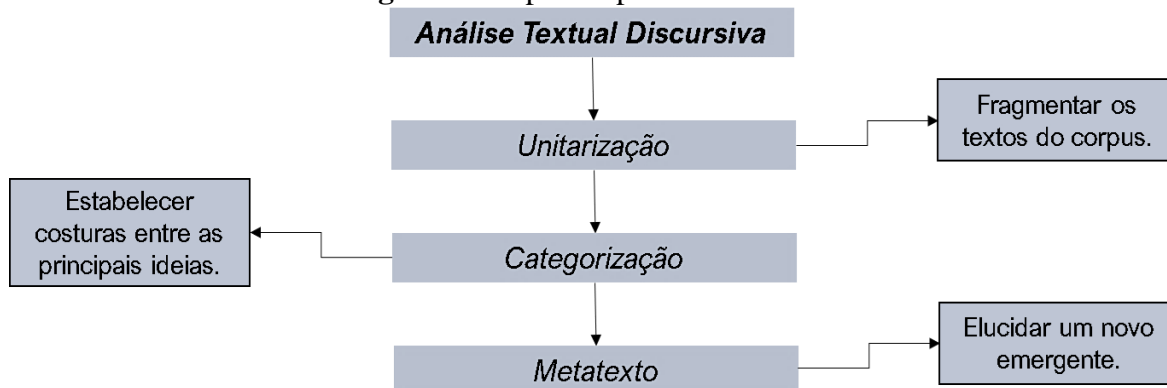 Análise Textual Discursiva
Fragmentar os
textos do corpus.
Unitarização
Estabelecer
costuras entre as
principais ideias.
Categorização
Elucidar um novo
emergente.
Metatexto